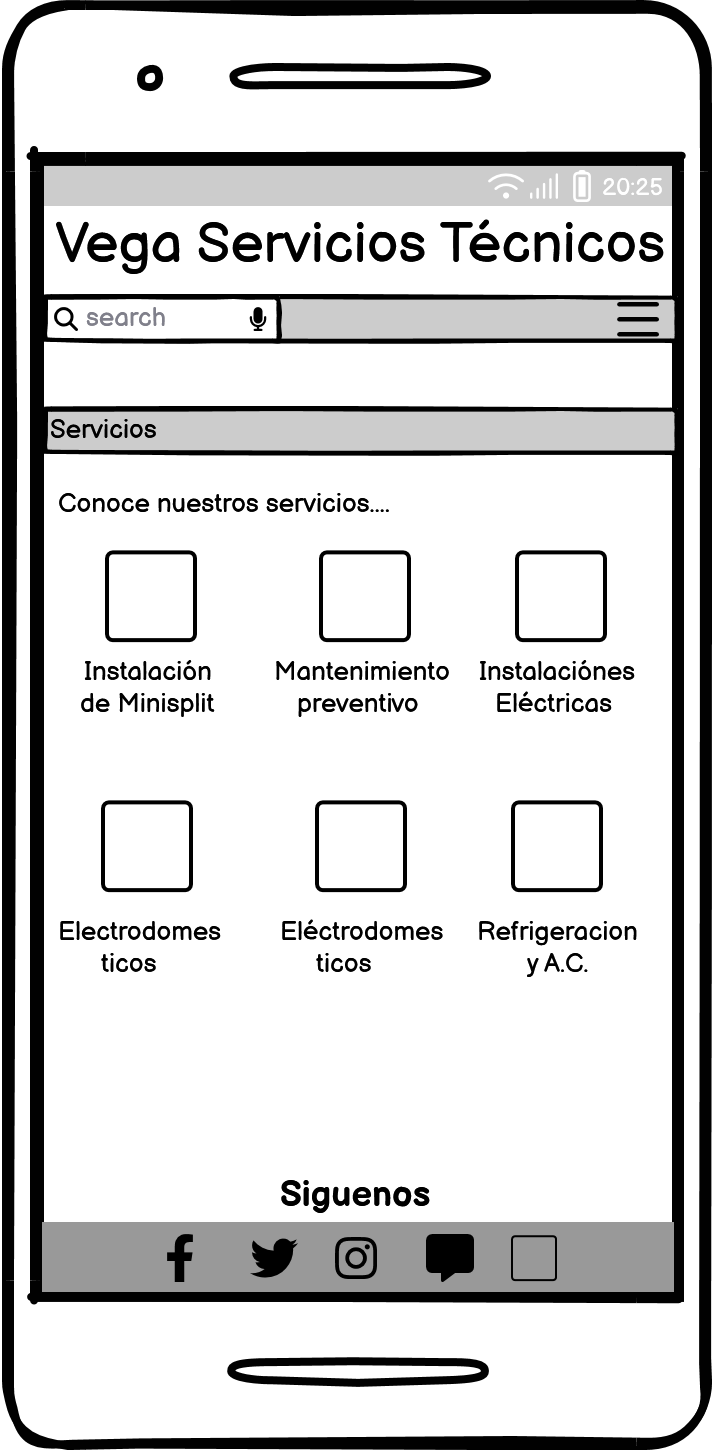 20:25
Vega Servicios Técnicos
search
Servicios
Conoce nuestros servicios....
Instalación
de Minisplit
Mantenimiento
preventivo
Instalaciónes
Eléctricas
Electrodomes
ticos
Eléctrodomes
ticos
Refrigeracion
y A.C.
Siguenos